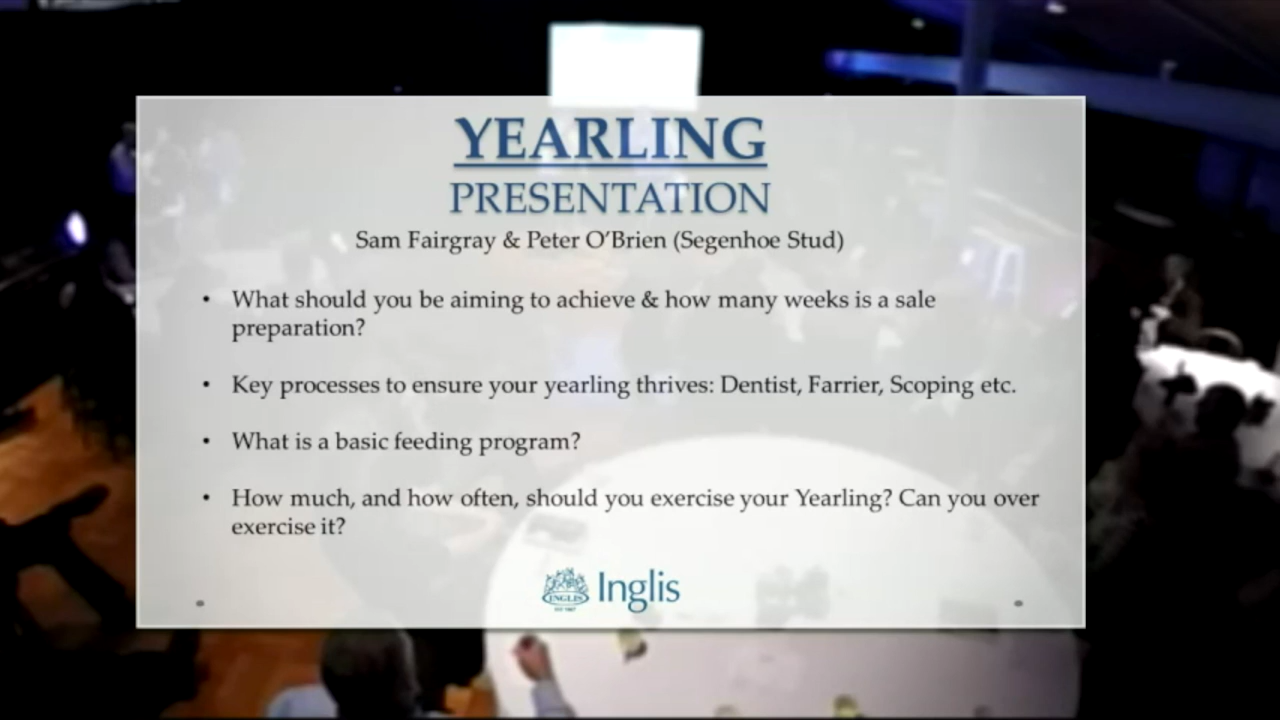 YEARLING
PRESENTATION
Sam Fairgray & Peter O’Brien (Segenhoe Stud)
• What should you be aiming to achieve & how many weeks is a sale
preparation?
• Key processes to ensure your yearling thrives: Dentist, Farrier, Scoping etc.
• What is a basic feeding program?
• How much, and how often, should you exercise your Yearling? Can you over
exercise it?
INGLIS
Inglis